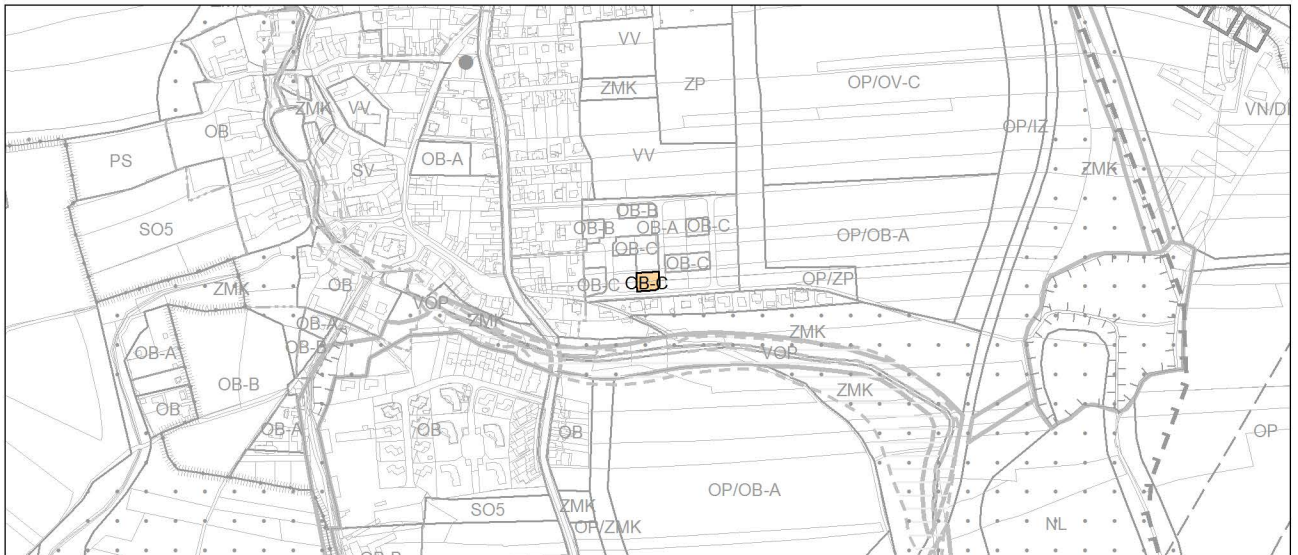 ZMK
VV
ZP
OP/OV-C
VN/DI
ZMK
ZMK
VV
OP/IZ
OB
PS
OB-A
VV
SV
ZMK
OB-B
SO5
OB-B
OB-A
OB-C
OB-C
OP/OB-A
OB-C
OB
OB-C
OB-C
OP/ZP
ZMK
VOP
OB-A
ZMK
ZMK
OB-B
VOP
OB-A
OB-B
ZMK
OB
OB-A
OB
OB
OP
OP/OB-A
SO5
ZMK
OP/ZMK
NL
OB-B